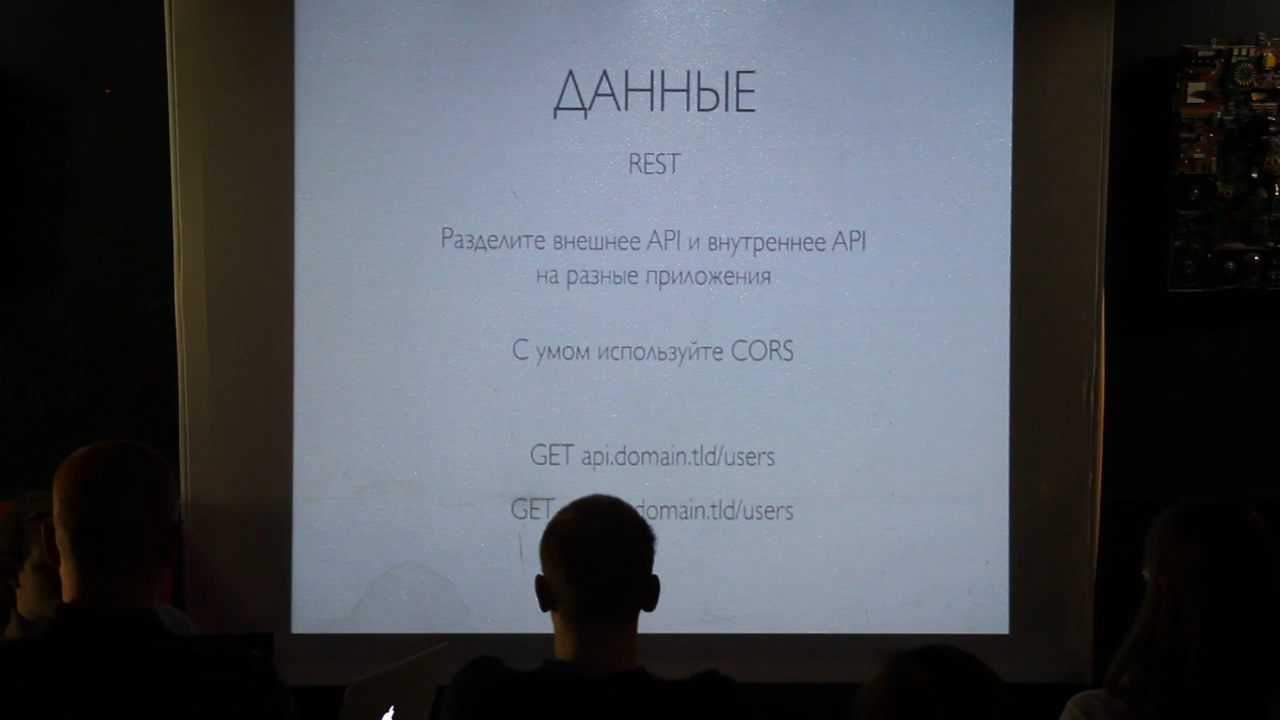 ДАННЫЕ
REST
Разделите внешнее API и внутреннее API
на разные приложения
С умом используйте CORS
GET api.domain.tld/users
GET domain.tld/users